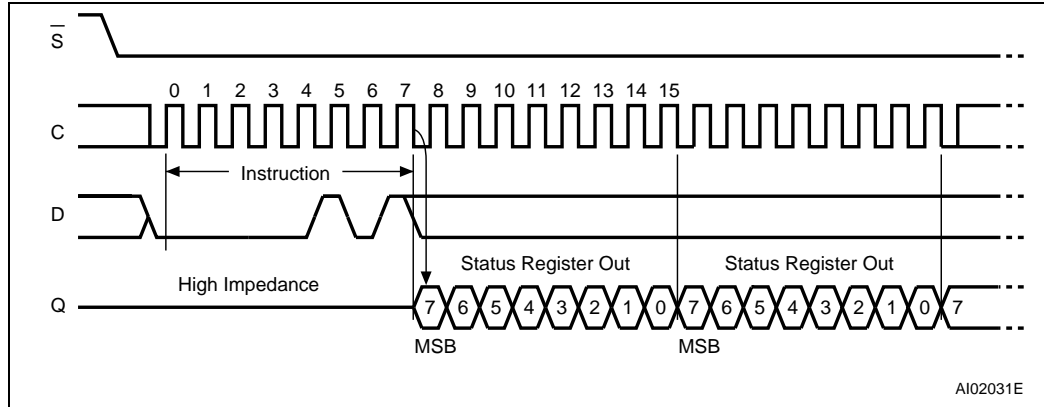 S
0 1 2 3 4 5 6 7 8 9 10 11 12 13 14 15
C
Instruction
D
Status Register Out Status Register Out
High Impedance
Q 7 6 5 4 3 2 1 0 7 6 5 4 3 2 1 0 7
MSB MSB
AI02031E